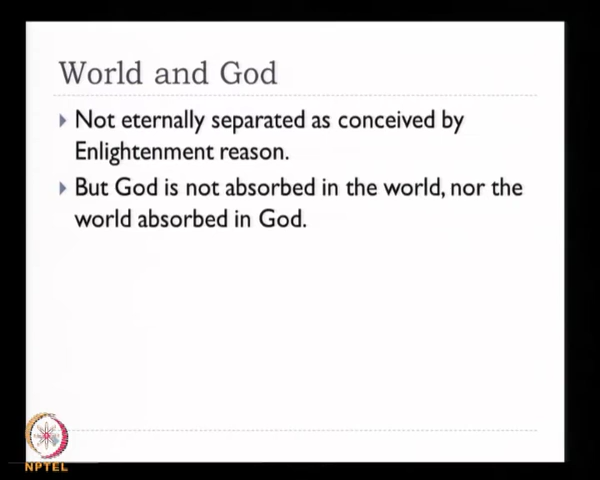 World and God
Not eternally separated as conceived by
Enlightenment reason.
But God is not absorbed in the world, nor the
world absorbed in God.
NPTEL